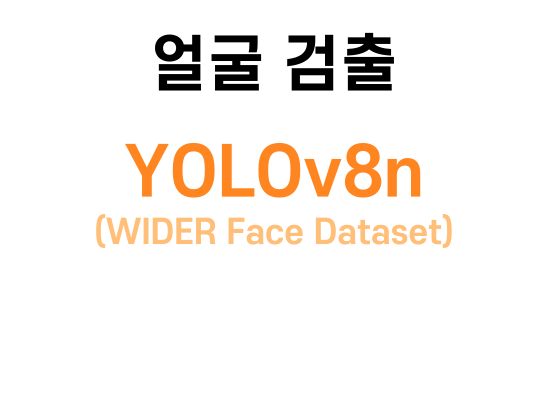 얼굴 검출
YOLOv8n
(WIDER Face Dataset)